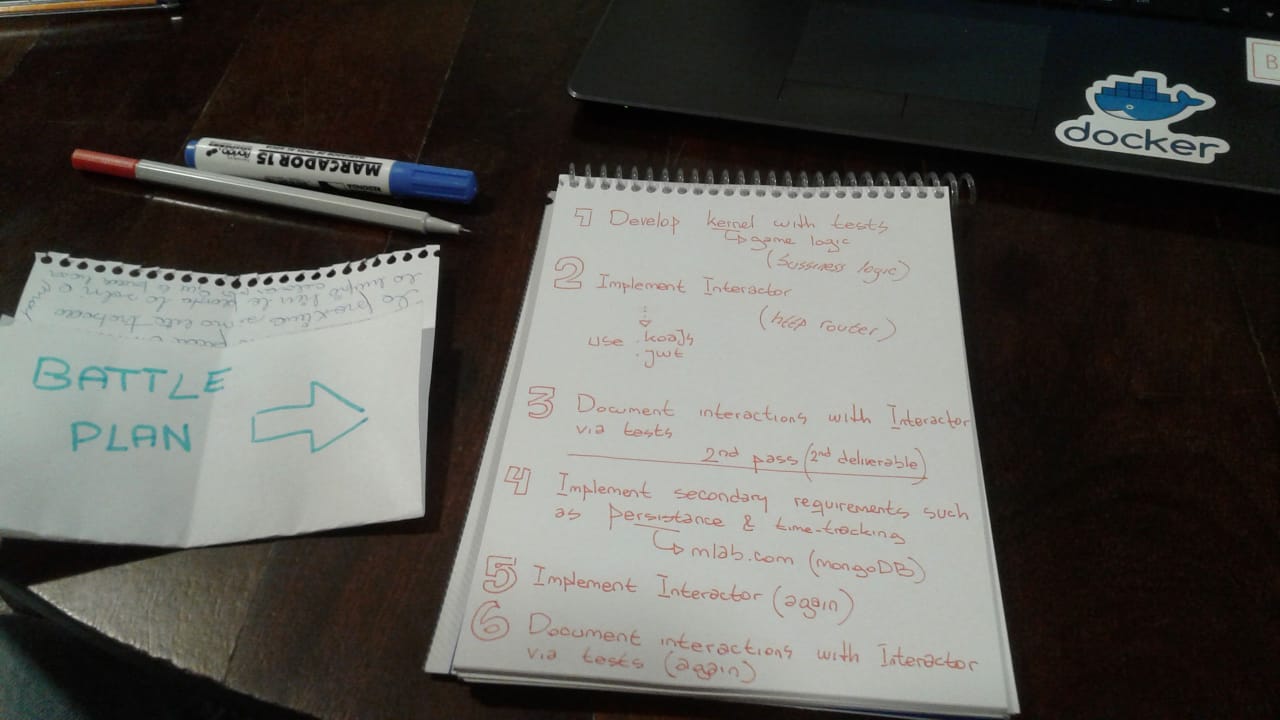 MARCADOR 15
docker
B
BATTLE
PLAN
1 Develop kernel with tests
game logic
(bussiness logic)
2 Implement Interactor
(http router)
use .koaJs
.jwt
3 Document interactions with Interactor
via tests
2nd pass (2nd deliverable)
4 Implement secondary requirements such
as persistance & time-tracking
mlab.com (mongoDB)
5 Implement Interactor (again)
6 Document interactions with Interactor
via tests (again)